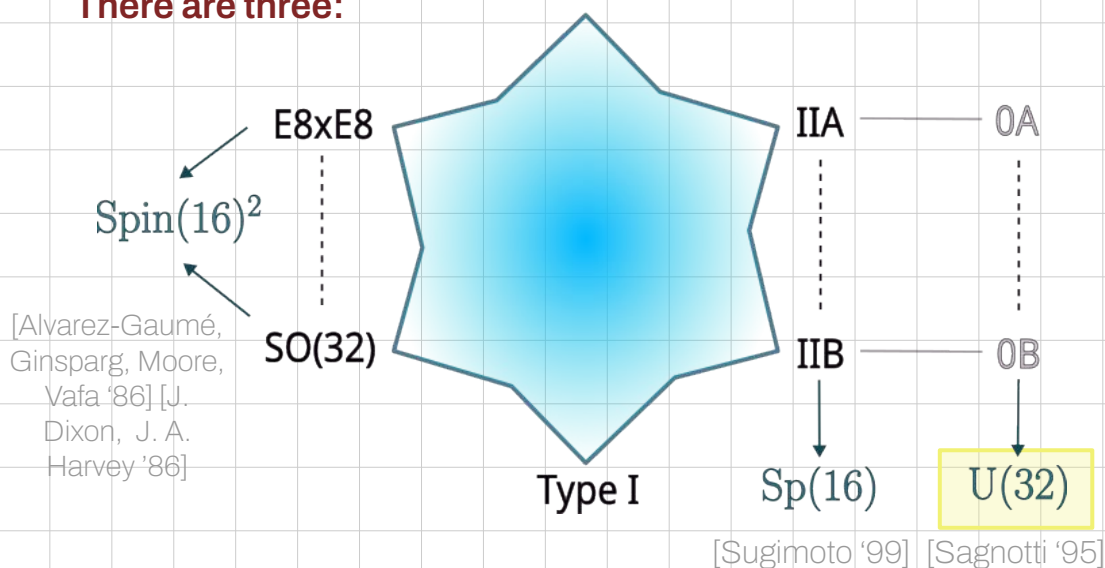 There are three:
E8xE8
IIA
0A
Spin(16)²
[Alvarez-Gaumé,
Ginsparg, Moore,
Vafa ‘86] [J.
Dixon, J. A.
Harvey ’86]
SO(32)
IIB
0B
Type I
Sp(16)
U(32)
[Sugimoto ‘99]
[Sagnotti ‘95]